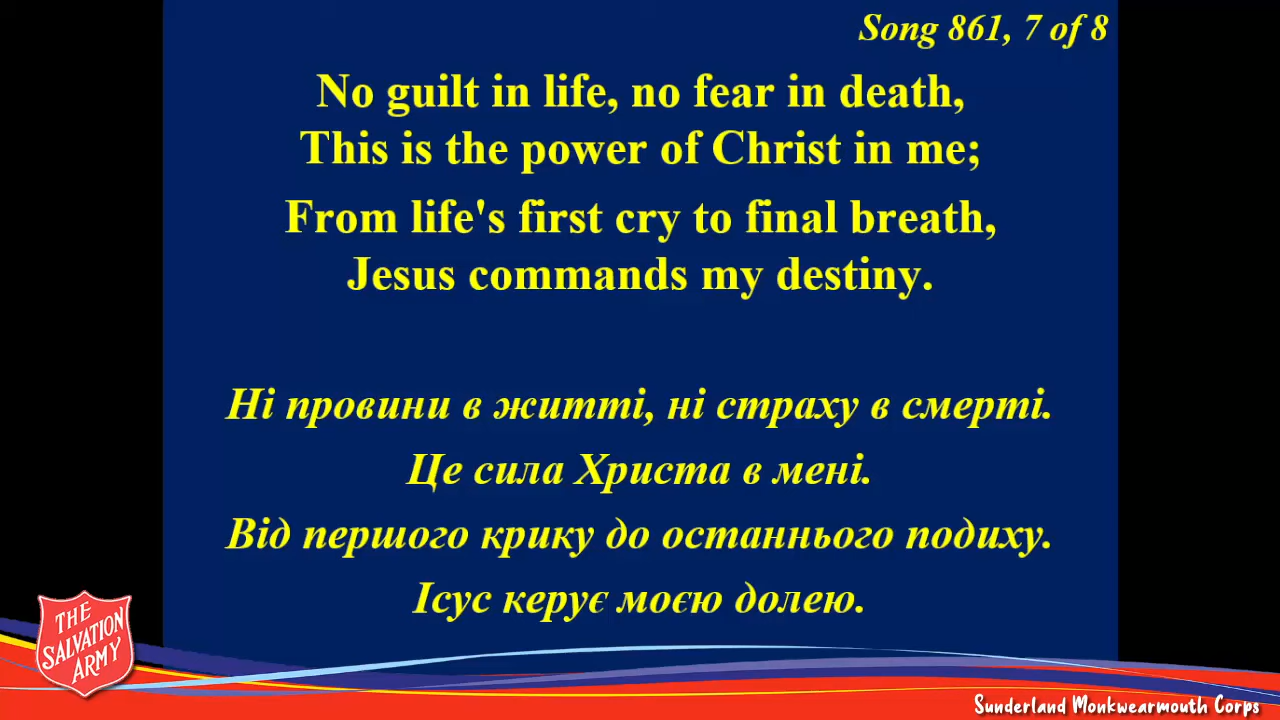 Song 861, 7 of 8
No guilt in life, no fear in death,
This is the power of Christ in me;
From life's first cry to final breath,
Jesus commands my destiny.
Ні провини в житті, ні страху в смерті.
Це сила Христа в мені.
Від першого крику до останнього подиху.
Ісус керує моєю долею.
THE
SALVATION
ARMY
Sunderland Monkwearmouth Corps